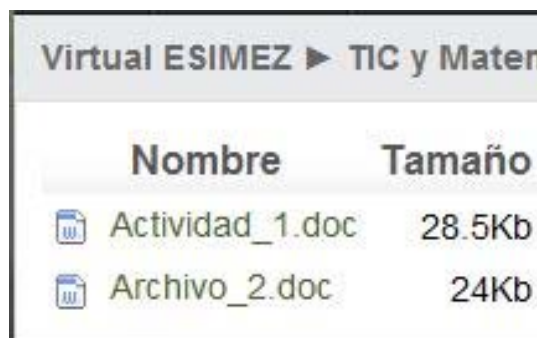 Virtual ESIMEZ ► TIC y Mater
Nombre Tamaño
Actividad_1.doc 28.5Kb
Archivo_2.doc 24Kb